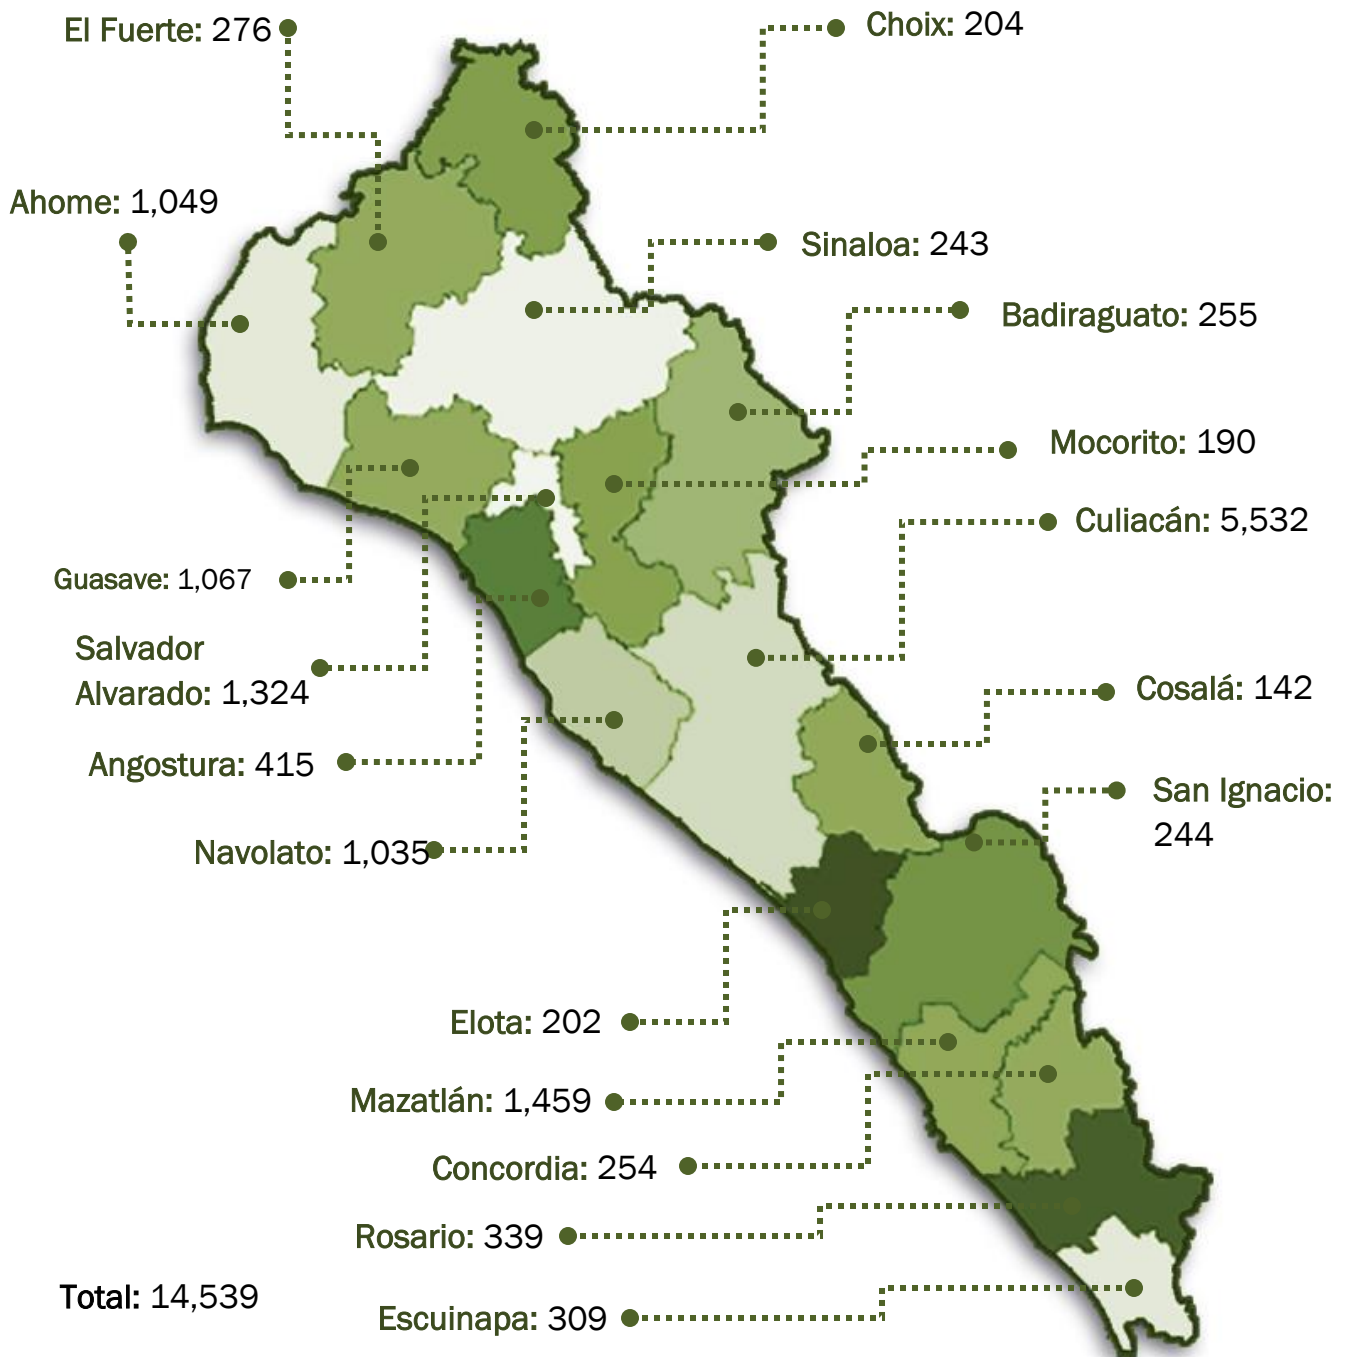 El Fuerte: 276
Choix: 204
Ahome: 1,049
Sinaloa: 243
Badiraguato: 255
Mocorito: 190
Culiacán: 5,532
Guasave: 1,067
Salvador
Alvarado: 1,324
Cosalá: 142
Angostura: 415
San Ignacio:
244
Navolato: 1,035
Elota: 202
Mazatlán: 1,459
Concordia: 254
Rosario: 339
Total: 14,539
Escuinapa: 309